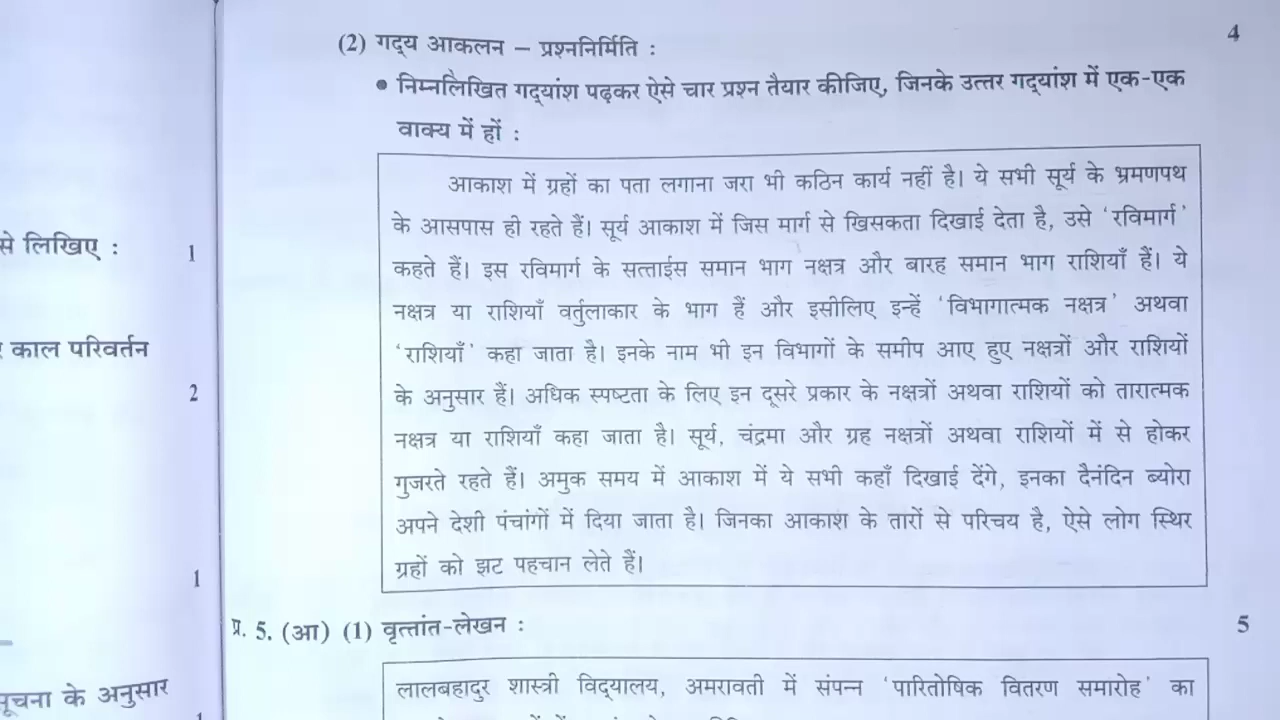 (2) गद्य आकलन – प्रश्ननिर्मिति : 4
• निम्नलिखित गद्यांश पढ़कर ऐसे चार प्रश्न तैयार कीजिए, जिनके उत्तर गद्यांश में एक-एक
वाक्य में हों :
आकाश में ग्रहों का पता लगाना जरा भी कठिन कार्य नहीं है। ये सभी सूर्य के भ्रमणपथ
के आसपास ही रहते हैं। सूर्य आकाश में जिस मार्ग से खिसकता दिखाई देता है, उसे 'रविमार्ग'
कहते हैं। इस रविमार्ग के सत्ताईस समान भाग नक्षत्र और बारह समान भाग राशियाँ हैं। ये
नक्षत्र या राशियाँ वर्तुलाकार के भाग हैं और इसीलिए इन्हें 'विभागात्मक नक्षत्र' अथवा
'राशियाँ' कहा जाता है। इनके नाम भी इन विभागों के समीप आए हुए नक्षत्रों और राशियों
के अनुसार हैं। अधिक स्पष्टता के लिए इन दूसरे प्रकार के नक्षत्रों अथवा राशियों को तारात्मक
नक्षत्र या राशियाँ कहा जाता है। सूर्य, चंद्रमा और ग्रह नक्षत्रों अथवा राशियों में से होकर
गुजरते रहते हैं। अमुक समय में आकाश में ये सभी कहाँ दिखाई देंगे, इनका दैनंदिन ब्योरा
अपने देशी पंचांगों में दिया जाता है। जिनका आकाश के तारों से परिचय है, ऐसे लोग स्थिर
ग्रहों को झट पहचान लेते हैं।
प्र. 5. (आ) (1) वृत्तांत-लेखन : 5
लालबहादुर शास्त्री विद्यालय, अमरावती में संपन्न 'पारितोषिक वितरण समारोह' का
से लिखिए : 1
काल परिवर्तन
2
1
सूचना के अनुसार